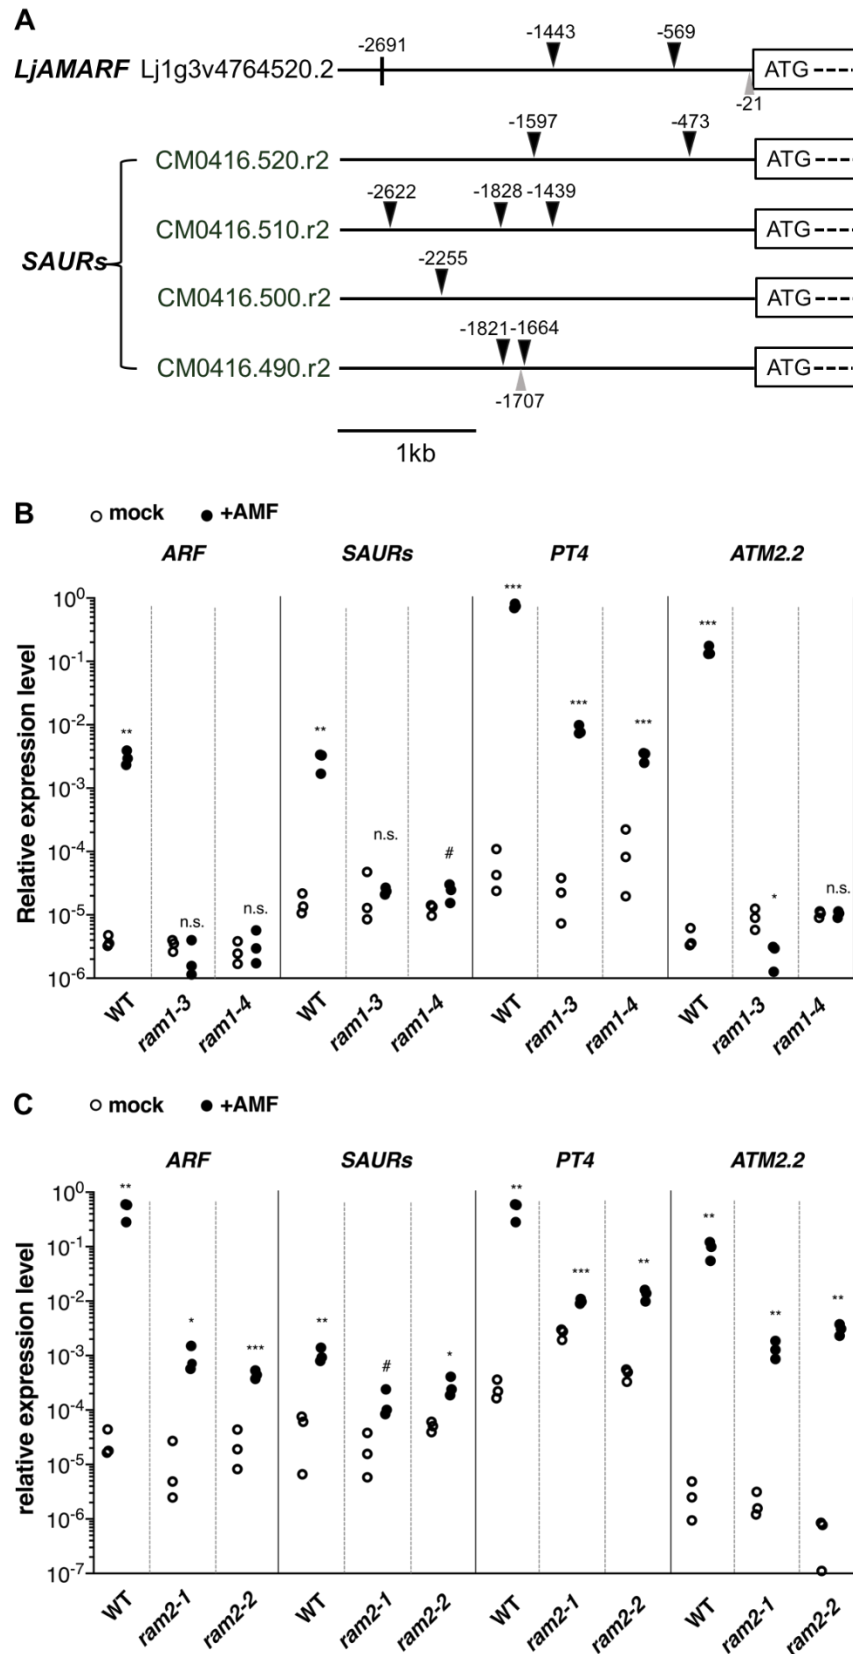 A
-2691 -1443 -569
LjAMARF Lj1g3v4764520.2 ATG
-21
-1597 -473
CM0416.520.r2 ATG
-2622 -1828 -1439
CM0416.510.r2 ATG
SAURs
-2255
CM0416.500.r2 ATG
-1821 -1664
CM0416.490.r2 ATG
-1707
1kb
B
mock +AMF
ARF SAURs PT4 ATM2.2
Relative expression level
10⁰
10⁻¹
10⁻²
10⁻³
10⁻⁴
10⁻⁵
10⁻⁶
** n.s. n.s. ** n.s. # *** *** *** *** * n.s.
WT ram1-3 ram1-4 WT ram1-3 ram1-4 WT ram1-3 ram1-4 WT ram1-3 ram1-4
C
mock +AMF
ARF SAURs PT4 ATM2.2
relative expression level
10⁰
10⁻¹
10⁻²
10⁻³
10⁻⁴
10⁻⁵
10⁻⁶
10⁻⁷
** * *** ** # * ** *** ** ** ** **
WT ram2-1 ram2-2 WT ram2-1 ram2-2 WT ram2-1 ram2-2 WT ram2-1 ram2-2